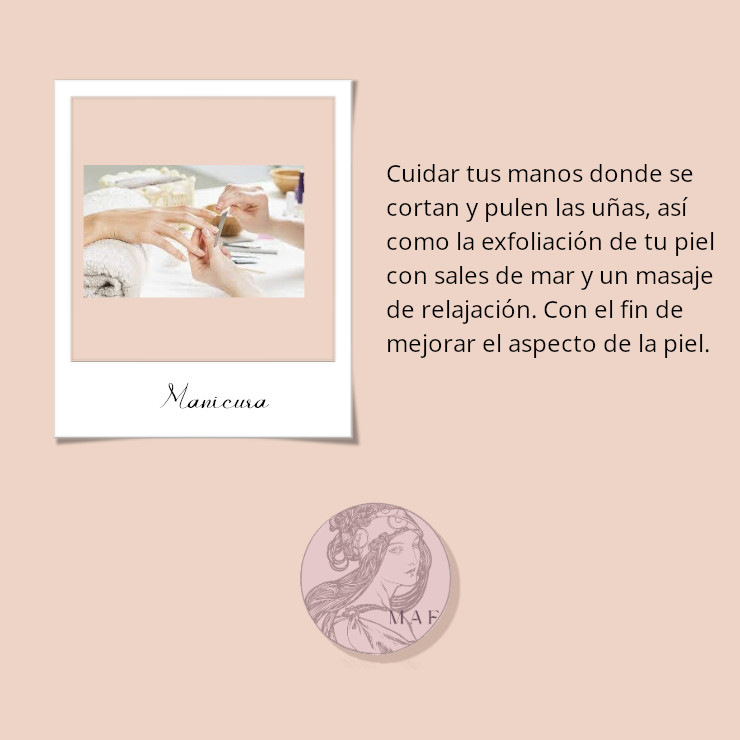 Cuidar tus manos donde se
cortan y pulen las uñas, así
como la exfoliación de tu piel
con sales de mar y un masaje
de relajación. Con el fin de
mejorar el aspecto de la piel.
Manicura